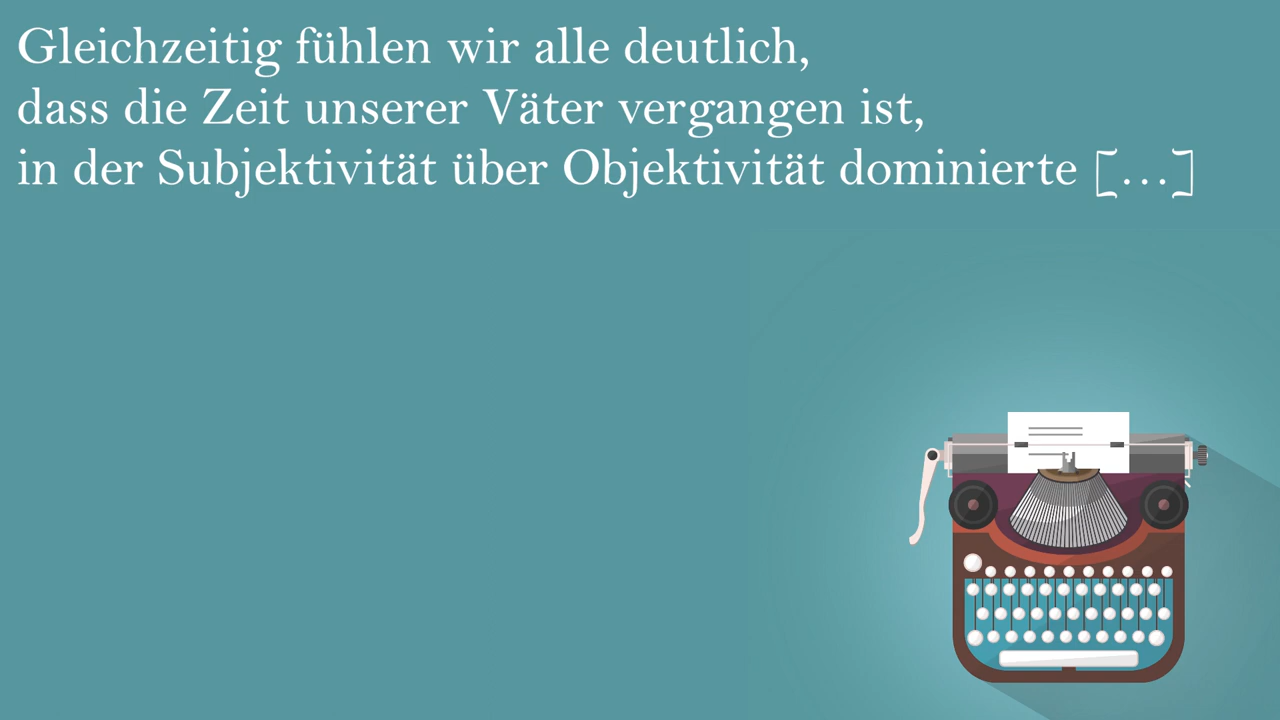 Gleichzeitig fühlen wir alle deutlich,
dass die Zeit unserer Väter vergangen ist,
in der Subjektivität über Objektivität dominierte […]